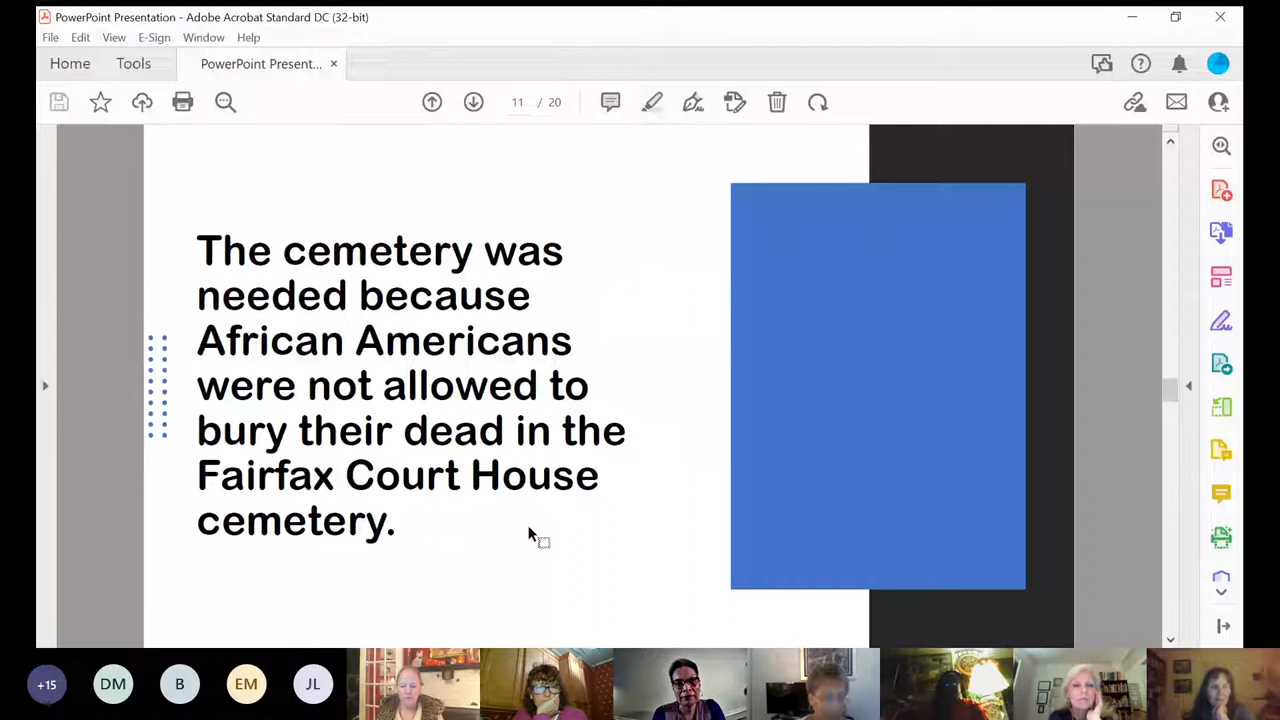 PowerPoint Presentation - Adobe Acrobat Standard DC (32-bit)
File Edit View E-Sign Window Help
Home Tools PowerPoint Present... ×
11 / 20
The cemetery was
needed because
African Americans
were not allowed to
bury their dead in the
Fairfax Court House
cemetery.
+15 DM B EM JL